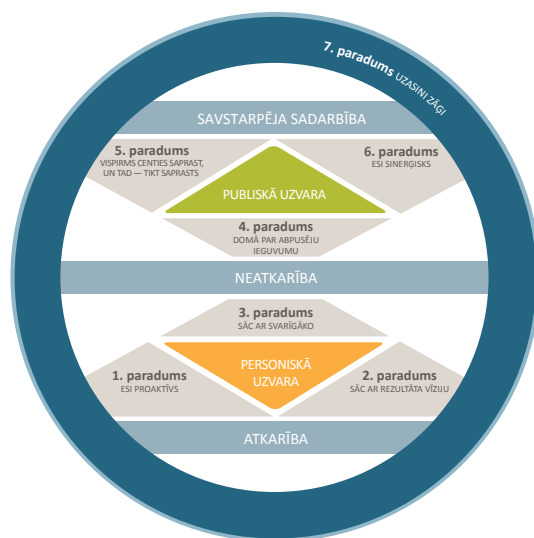 7. paradums UZASINI ZĀĢI
SAVSTARPĒJA SADARBĪBA
5. paradums
VISPIRMS CENTIES SAPRAST,
UN TAD — TIKT SAPRASTS
6. paradums
ESI SINERĢISKS
PUBLISKĀ UZVARA
4. paradums
DOMĀ PAR ABPUSĒJU
IEGUVUMU
NEATKARĪBA
3. paradums
SĀC AR SVARĪGĀKO
1. paradums
ESI PROAKTĪVS
PERSONISKĀ
UZVARA
2. paradums
SĀC AR REZULTĀTA VĪZIJU
ATKARĪBA